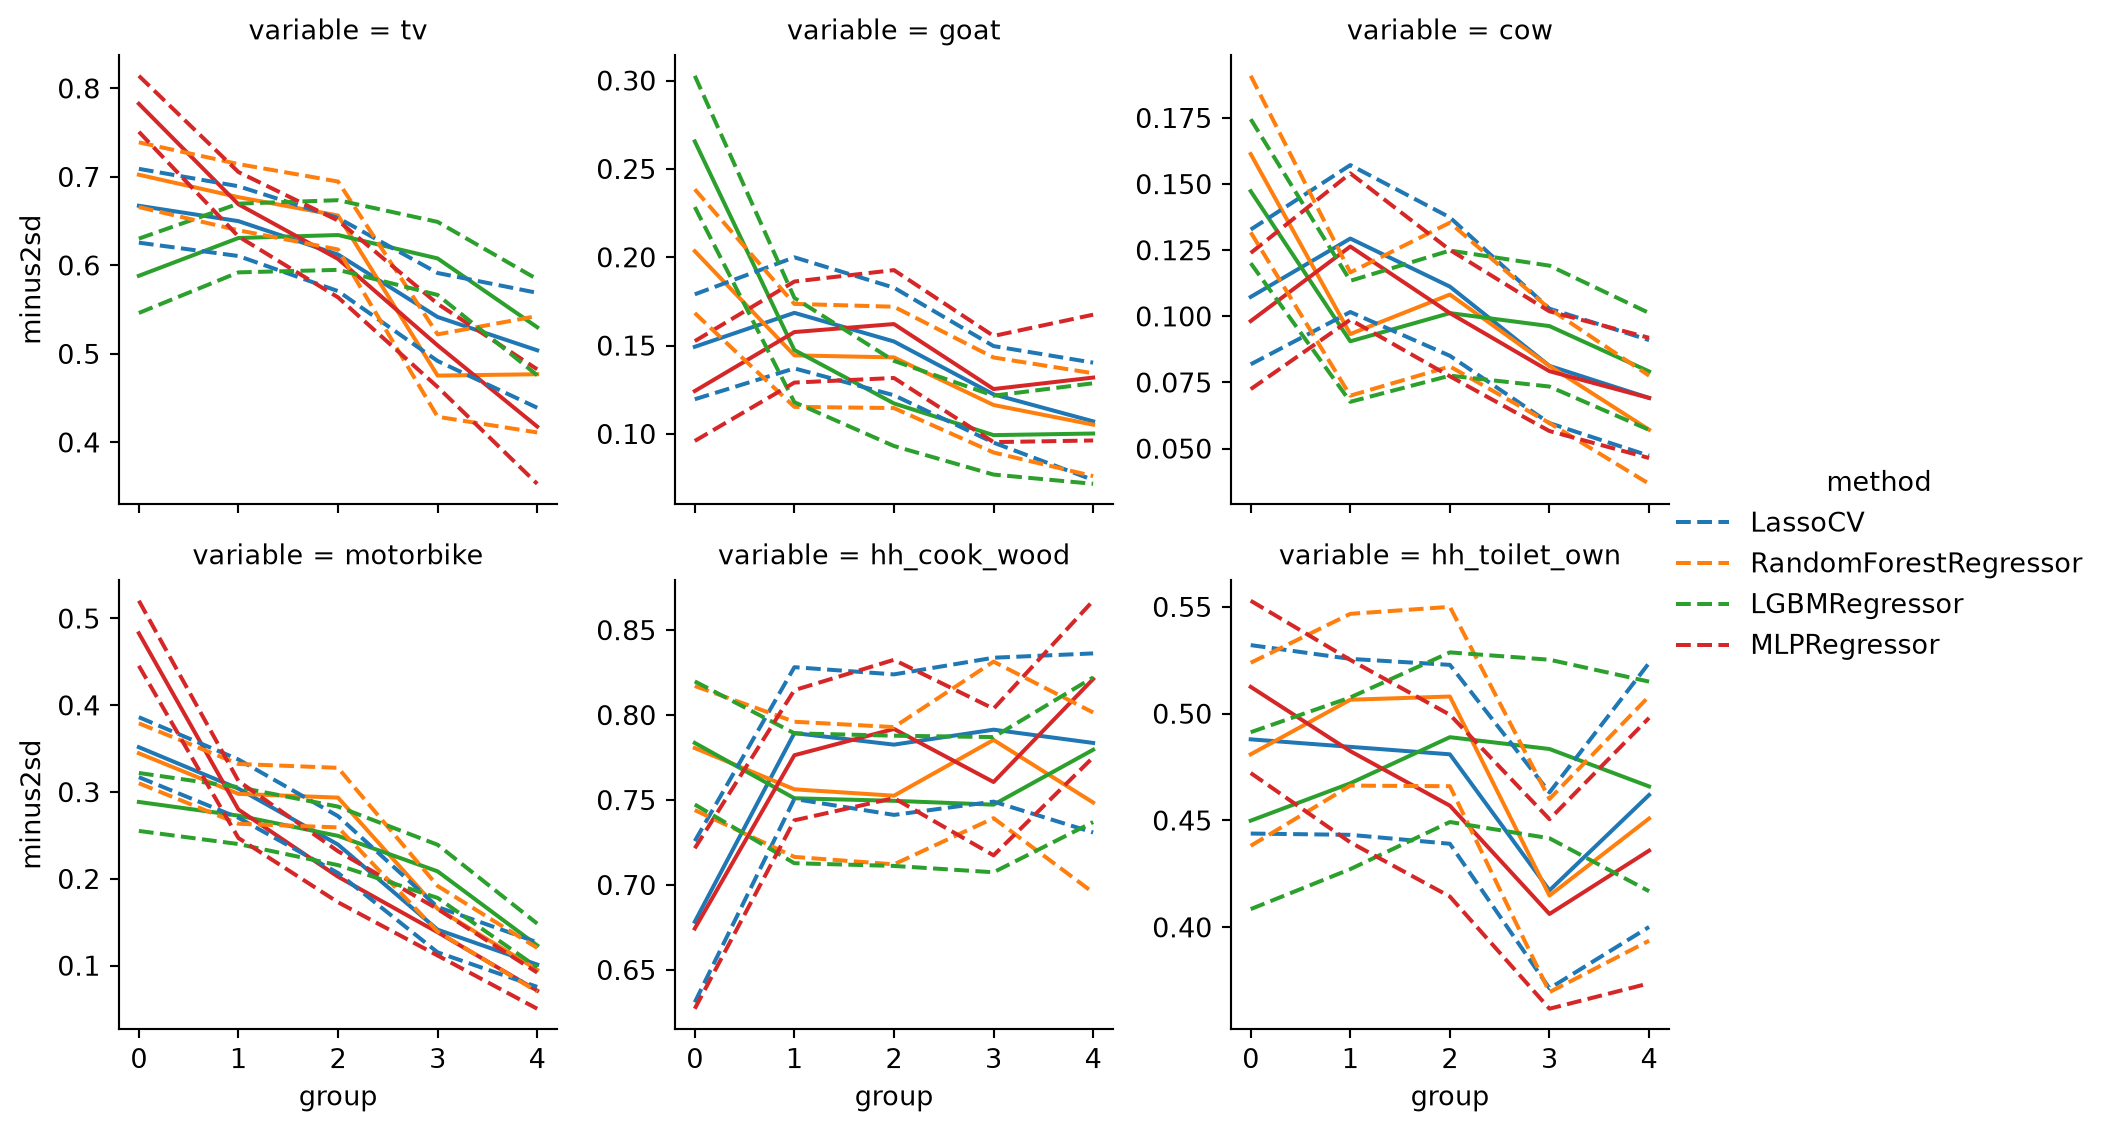 variable = tv
variable = goat
variable = cow
minus2sd
0.8
0.7
0.6
0.5
0.4
0.30
0.25
0.20
0.15
0.10
0.175
0.150
0.125
0.100
0.075
0.050
variable = motorbike
variable = hh_cook_wood
variable = hh_toilet_own
minus2sd
0.5
0.4
0.3
0.2
0.1
0.85
0.80
0.75
0.70
0.65
0.55
0.50
0.45
0.40
0 1 2 3 4
0 1 2 3 4
0 1 2 3 4
group
group
group
method
LassoCV
RandomForestRegressor
LGBMRegressor
MLPRegressor